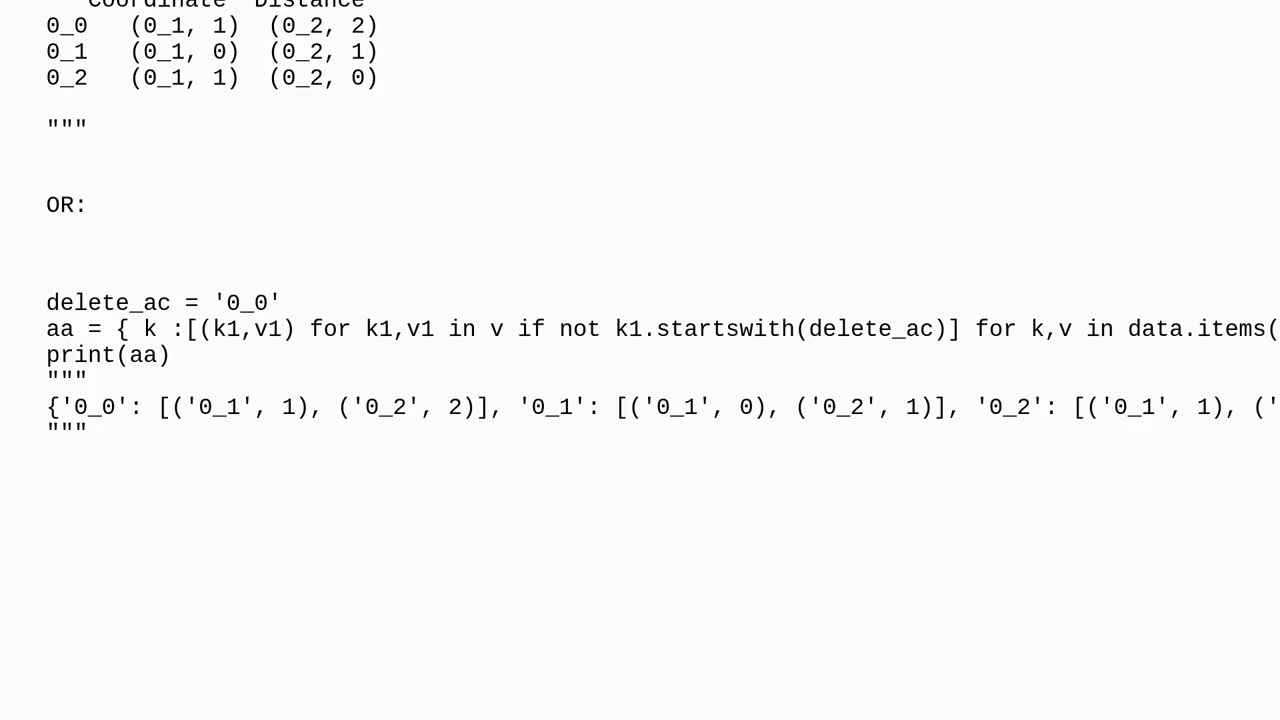 Coordinate  Distance
0_0   (0_1, 1)  (0_2, 2)
0_1   (0_1, 0)  (0_2, 1)
0_2   (0_1, 1)  (0_2, 0)
"""
OR:
delete_ac = '0_0'
aa = { k :[(k1,v1) for k1,v1 in v if not k1.startswith(delete_ac)] for k,v in data.items(
print(aa)
"""
{'0_0': [('0_1', 1), ('0_2', 2)], '0_1': [('0_1', 0), ('0_2', 1)], '0_2': [('0_1', 1), ('
"""